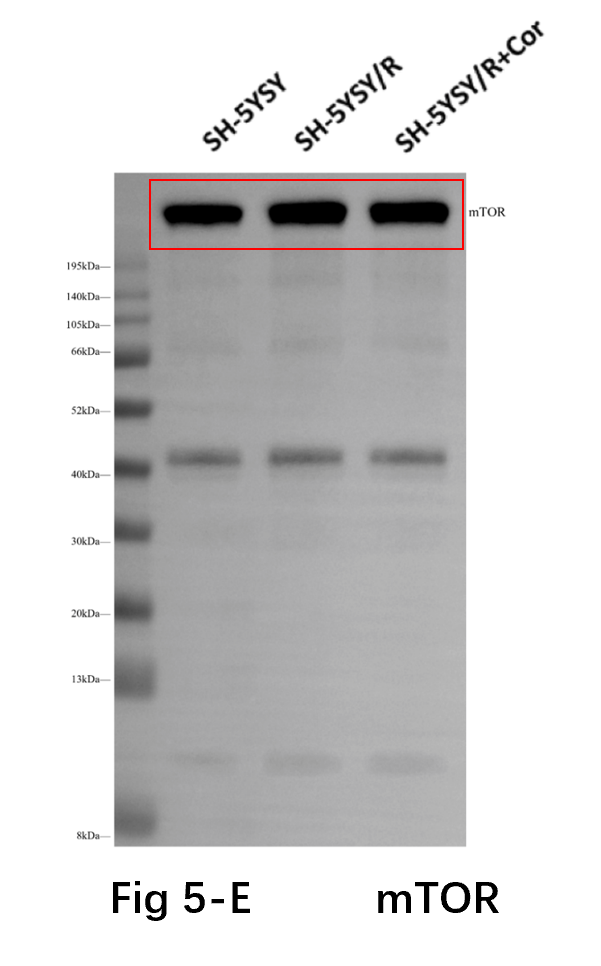 SH-5YSY
SH-5YSY/R
SH-5YSY/R+Cor
mTOR
195kDa
140kDa
105kDa
66kDa
52kDa
40kDa
30kDa
20kDa
13kDa
8kDa
Fig 5-E mTOR